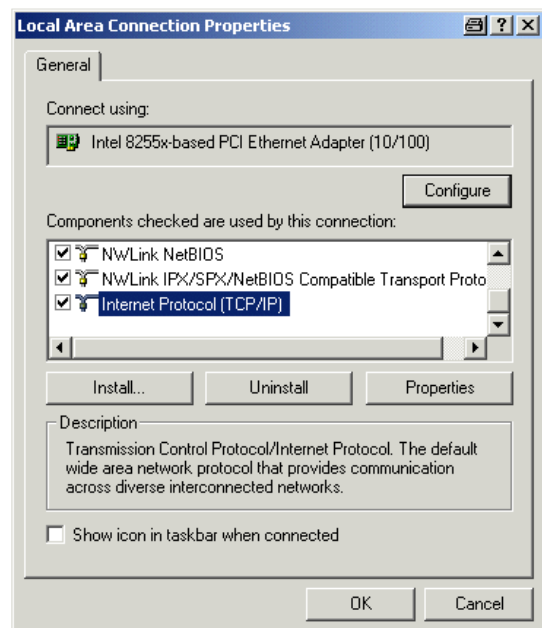 Local Area Connection Properties
General
Connect using:
Intel 8255x-based PCI Ethernet Adapter (10/100)
Configure
Components checked are used by this connection:
NWLink NetBIOS
NWLink IPX/SPX/NetBIOS Compatible Transport Proto
Internet Protocol (TCP/IP)
Install... Uninstall Properties
Description
Transmission Control Protocol/Internet Protocol. The default
wide area network protocol that provides communication
across diverse interconnected networks.
Show icon in taskbar when connected
OK Cancel